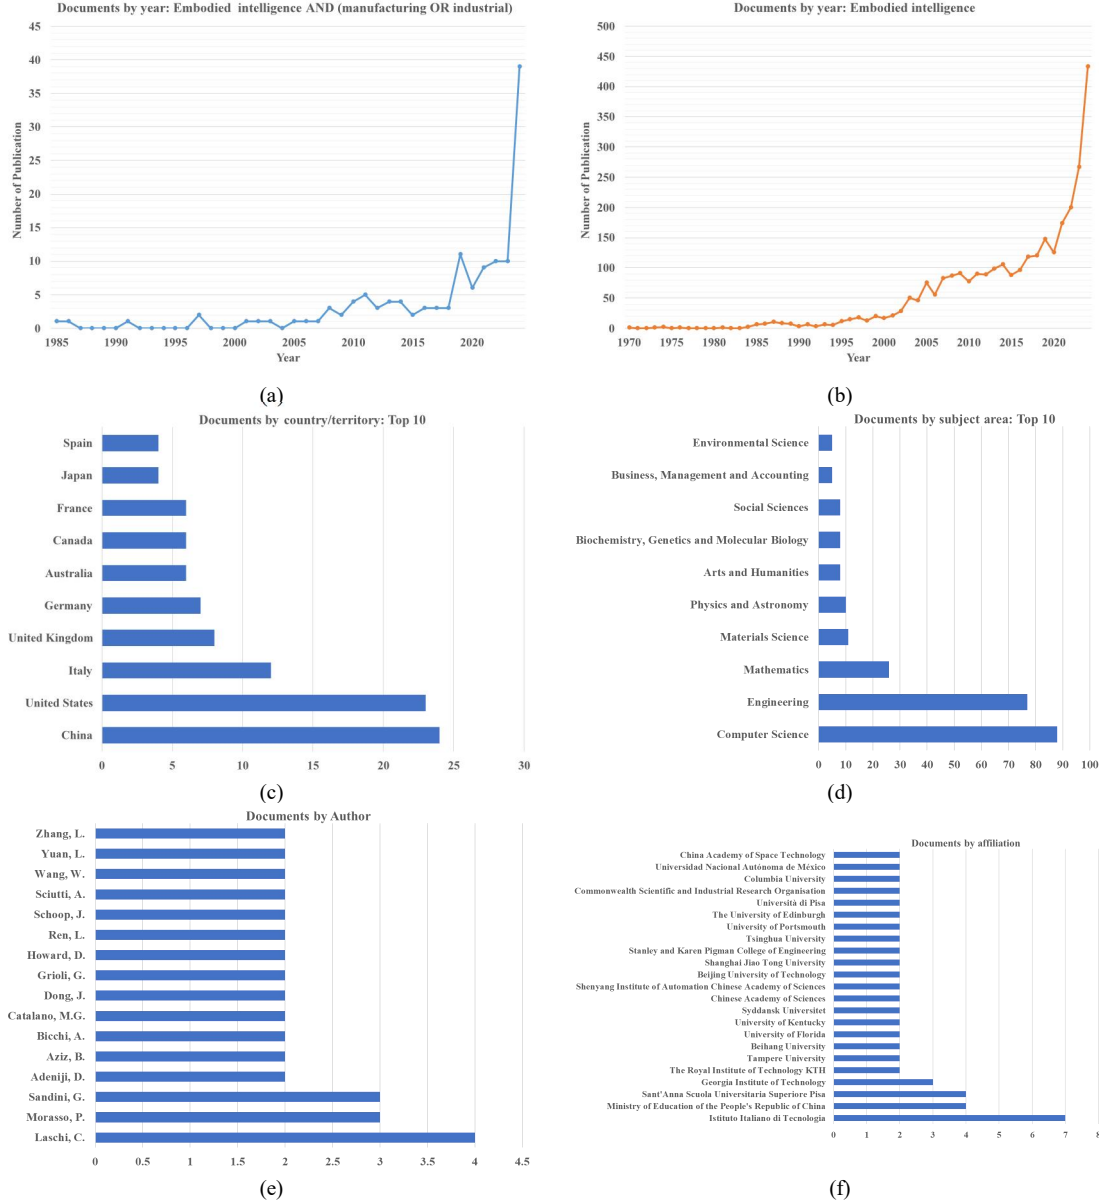 Documents by year: Embodied intelligence AND (manufacturing OR industrial)
45
40
35
30
25
20
15
10
5
0
Number of Publication
1985 1990 1995 2000 2005 2010 2015 2020
Year
(a)
Documents by year: Embodied intelligence
500
450
400
350
300
250
200
150
100
50
0
Number of Publication
1970 1975 1980 1985 1990 1995 2000 2005 2010 2015 2020
Year
(b)
Documents by country/territory: Top 10
Spain
Japan
France
Canada
Australia
Germany
United Kingdom
Italy
United States
China
0 5 10 15 20 25 30
(c)
Documents by subject area: Top 10
Environmental Science
Business, Management and Accounting
Social Sciences
Biochemistry, Genetics and Molecular Biology
Arts and Humanities
Physics and Astronomy
Materials Science
Mathematics
Engineering
Computer Science
0 10 20 30 40 50 60 70 80 90 100
(d)
Documents by Author
Zhang, L.
Yuan, L.
Wang, W.
Sciutti, A.
Schoop, J.
Ren, L.
Howard, D.
Grioli, G.
Dong, J.
Catalano, M.G.
Bicchi, A.
Aziz, B.
Adeniji, D.
Sandini, G.
Morasso, P.
Laschi, C.
0 0.5 1 1.5 2 2.5 3 3.5 4 4.5
(e)
Documents by affiliation
China Academy of Space Technology
Universidad Nacional Autónoma de México
Columbia University
Commonwealth Scientific and Industrial Research Organisation
Università di Pisa
The University of Edinburgh
University of Portsmouth
Tsinghua University
Stanley and Karen Pigman College of Engineering
Shanghai Jiao Tong University
Beijing University of Technology
Shenyang Institute of Automation Chinese Academy of Sciences
Chinese Academy of Sciences
Syddansk Universitet
University of Kentucky
University of Florida
Beihang University
Tampere University
The Royal Institute of Technology KTH
Georgia Institute of Technology
Sant'Anna Scuola Universitaria Superiore Pisa
Ministry of Education of the People's Republic of China
Istituto Italiano di Tecnologia
0 1 2 3 4 5 6 7 8
(f)